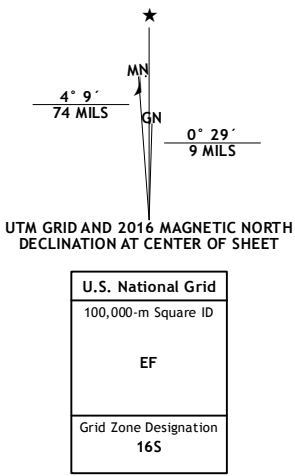 ★
MN
GN
4° 9´
74 MILS
0° 29´
9 MILS
UTM GRID AND 2016 MAGNETIC NORTH
DECLINATION AT CENTER OF SHEET
U.S. National Grid
100,000-m Square ID
EF
Grid Zone Designation
16S